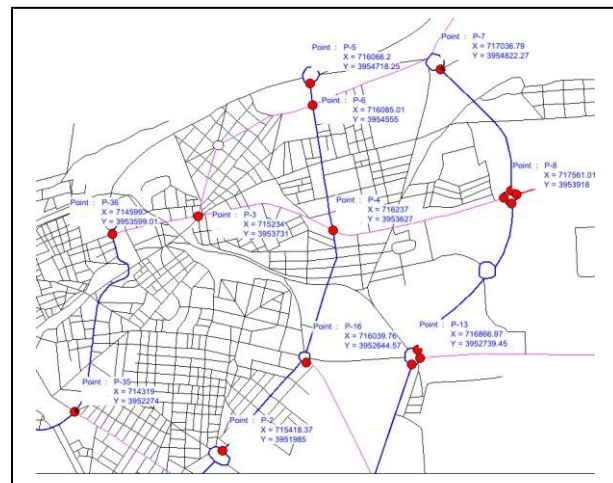 Point : P-5
X = 716066.2
Y = 3954718.25
Point : P-7
X = 717036.79
Y = 3954822.27
Point : P-6
X = 716085.01
Y = 3954555
Point : P-8
X = 717561.01
Y = 3953918
Point : P-36
X = 714599
Y = 3953599.01
Point : P-3
X = 715234
Y = 3953731
Point : P-4
X = 716237
Y = 3953627
Point : P-16
X = 716039.76
Y = 3952644.57
Point : P-13
X = 716866.97
Y = 3952739.45
Point : P-35
X = 714319
Y = 3952274
Point : P-2
X = 715418.37
Y = 3951985